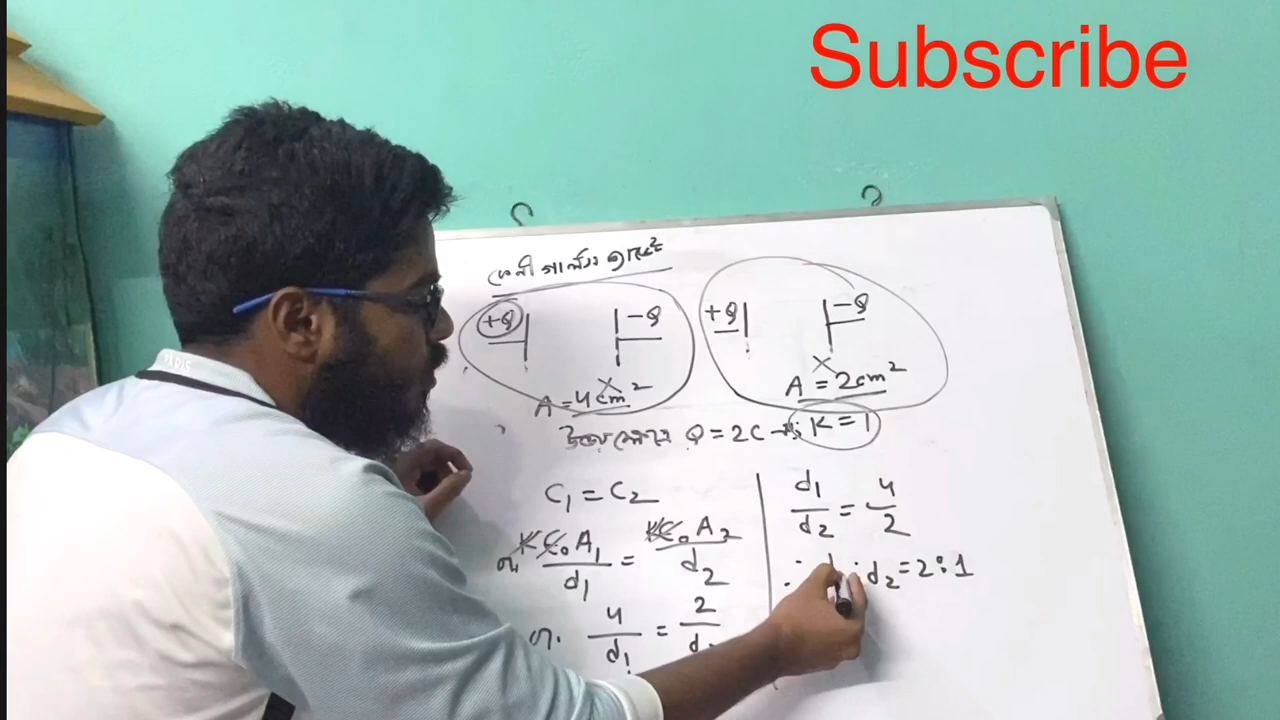 Subscribe
+Q -Q
A = 4cm²
+Q -Q
A = 2cm²
Q = 2C K = 1
C₁ = C₂
বা, Kϵ₀A₁/d₁ = Kϵ₀A₂/d₂
বা, 4/d₁ = 2/d₂
d₁/d₂ = 4/2
∴ : d₂ = 2:1